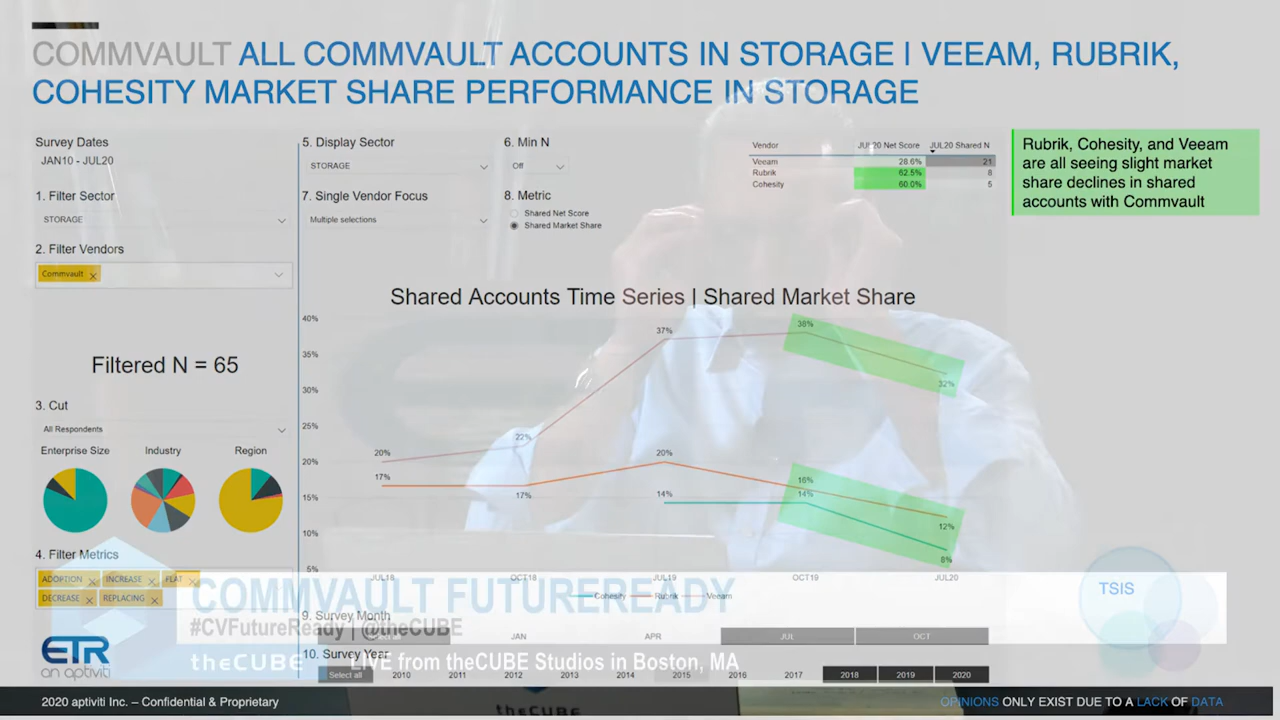 COMMVAULT ALL COMMVAULT ACCOUNTS IN STORAGE | VEEAM, RUBRIK,
COHESITY MARKET SHARE PERFORMANCE IN STORAGE
Survey Dates
JAN10 - JUL20
1. Filter Sector
STORAGE
2. Filter Vendors
Commvault
Filtered N = 65
3. Cut
All Respondents
Enterprise Size Industry Region
4. Filter Metrics
ADOPTION INCREASE FLAT
DECREASE REPLACING
5. Display Sector
STORAGE
7. Single Vendor Focus
Multiple selections
6. Min N
Off
8. Metric
Shared Net Score
Shared Market Share
Vendor JUL20 Net Score JUL20 Shared N
Veeam 28.6% 21
Rubrik 62.5% 8
Cohesity 60.0% 5
Rubrik, Cohesity, and Veeam
are all seeing slight market
share declines in shared
accounts with Commvault
Shared Accounts Time Series | Shared Market Share
40%
35%
30%
25%
20%
15%
10%
5%
20% 22% 37% 38% 32%
17% 17% 20% 16% 12%
14% 14% 8%
JUL18 OCT18 JUL19 OCT19 JUL20
Cohesity Rubrik Veeam
9. Survey Month
JAN APR JUL OCT
10. Survey Year
Select all 2010 2011 2012 2013 2014 2015 2016 2017 2018 2019 2020
COMMVAULT FUTUREREADY
#CVFutureReady | @theCUBE
theCUBE LIVE from theCUBE Studios in Boston, MA
TSIS
ETR
an aptiviti
2020 aptiviti Inc. – Confidential & Proprietary
OPINIONS ONLY EXIST DUE TO A LACK OF DATA
theCUBE